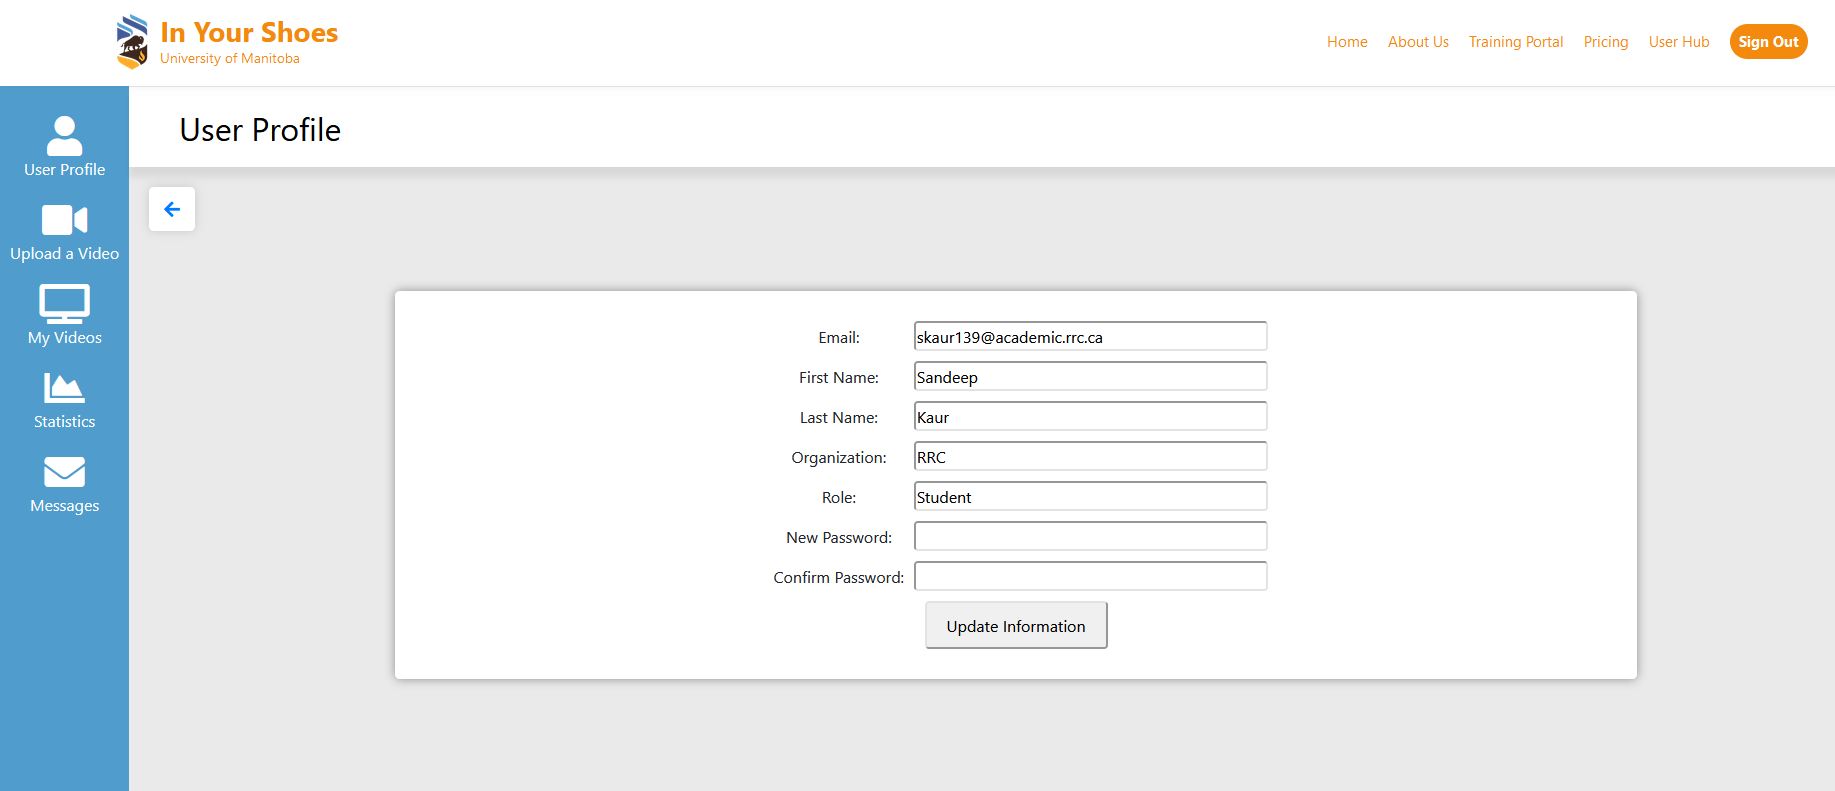 In Your Shoes
University of Manitoba
Home About Us Training Portal Pricing User Hub Sign Out
User Profile
User Profile
Upload a Video
My Videos
Statistics
Messages
Email: skaur139@academic.rrc.ca
First Name: Sandeep
Last Name: Kaur
Organization: RRC
Role: Student
New Password:
Confirm Password:
Update Information